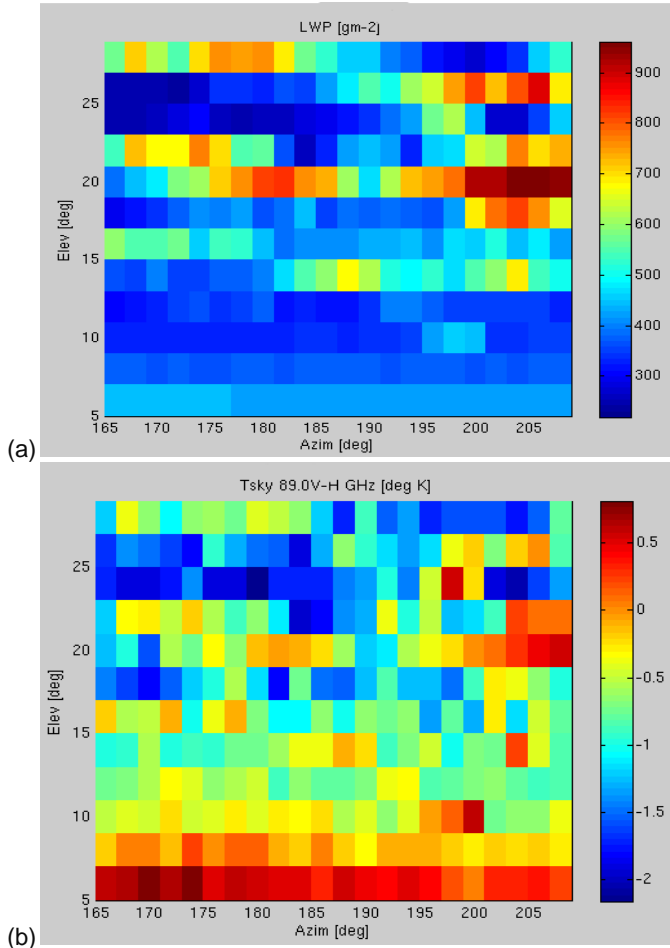 LWP [gm-2]
Elev [deg]
25
20
15
10
5
165 170 175 180 185 190 195 200 205
Azim [deg]
900
800
700
600
500
400
300
(a)
Tsky 89.0V-H GHz [deg K]
Elev [deg]
25
20
15
10
5
165 170 175 180 185 190 195 200 205
Azim [deg]
0.5
0
-0.5
-1
-1.5
-2
(b)